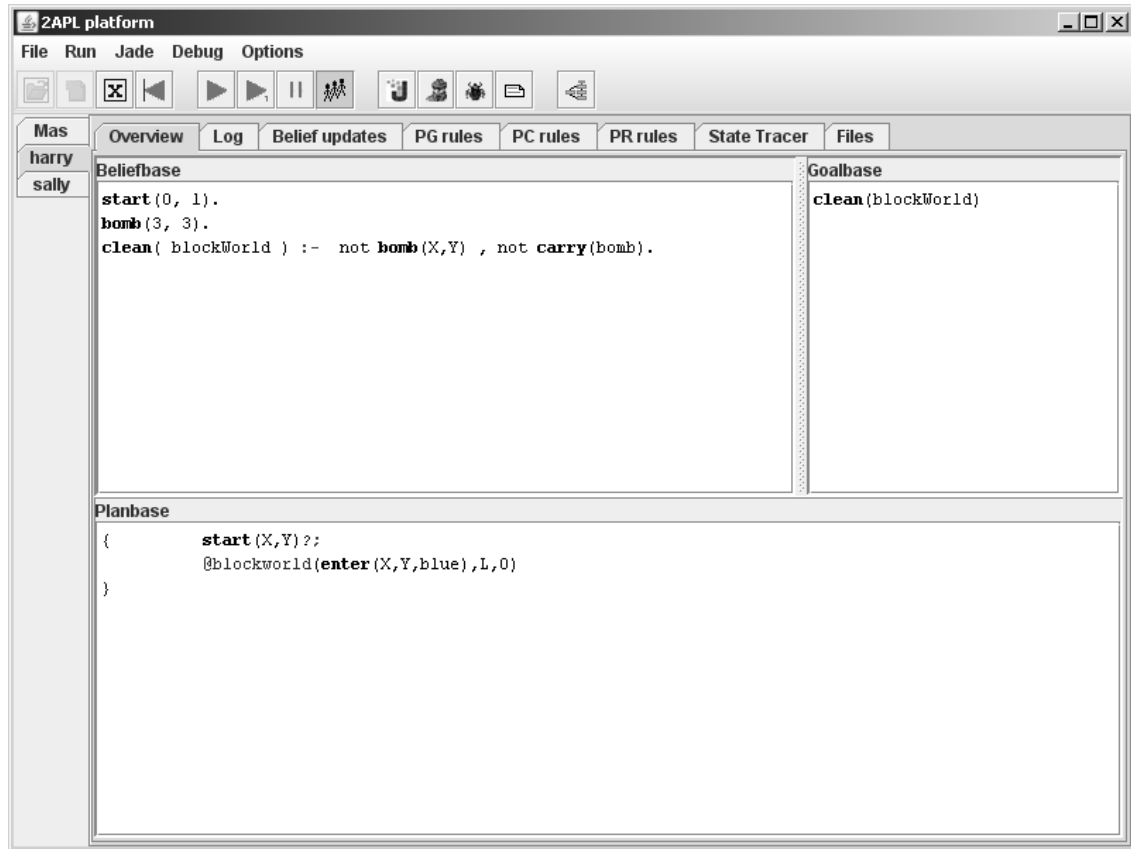 2APL platform
File Run Jade Debug Options
Mas
harry
sally
Overview Log Belief updates PG rules PC rules PR rules State Tracer Files
Beliefbase
start(0, 1).
bomb(3, 3).
clean( blockWorld ) :- not bomb(X,Y) , not carry(bomb).
Goalbase
clean(blockWorld)
Planbase
{ start(X,Y)?;
@blockworld(enter(X,Y,blue),L,0)
}